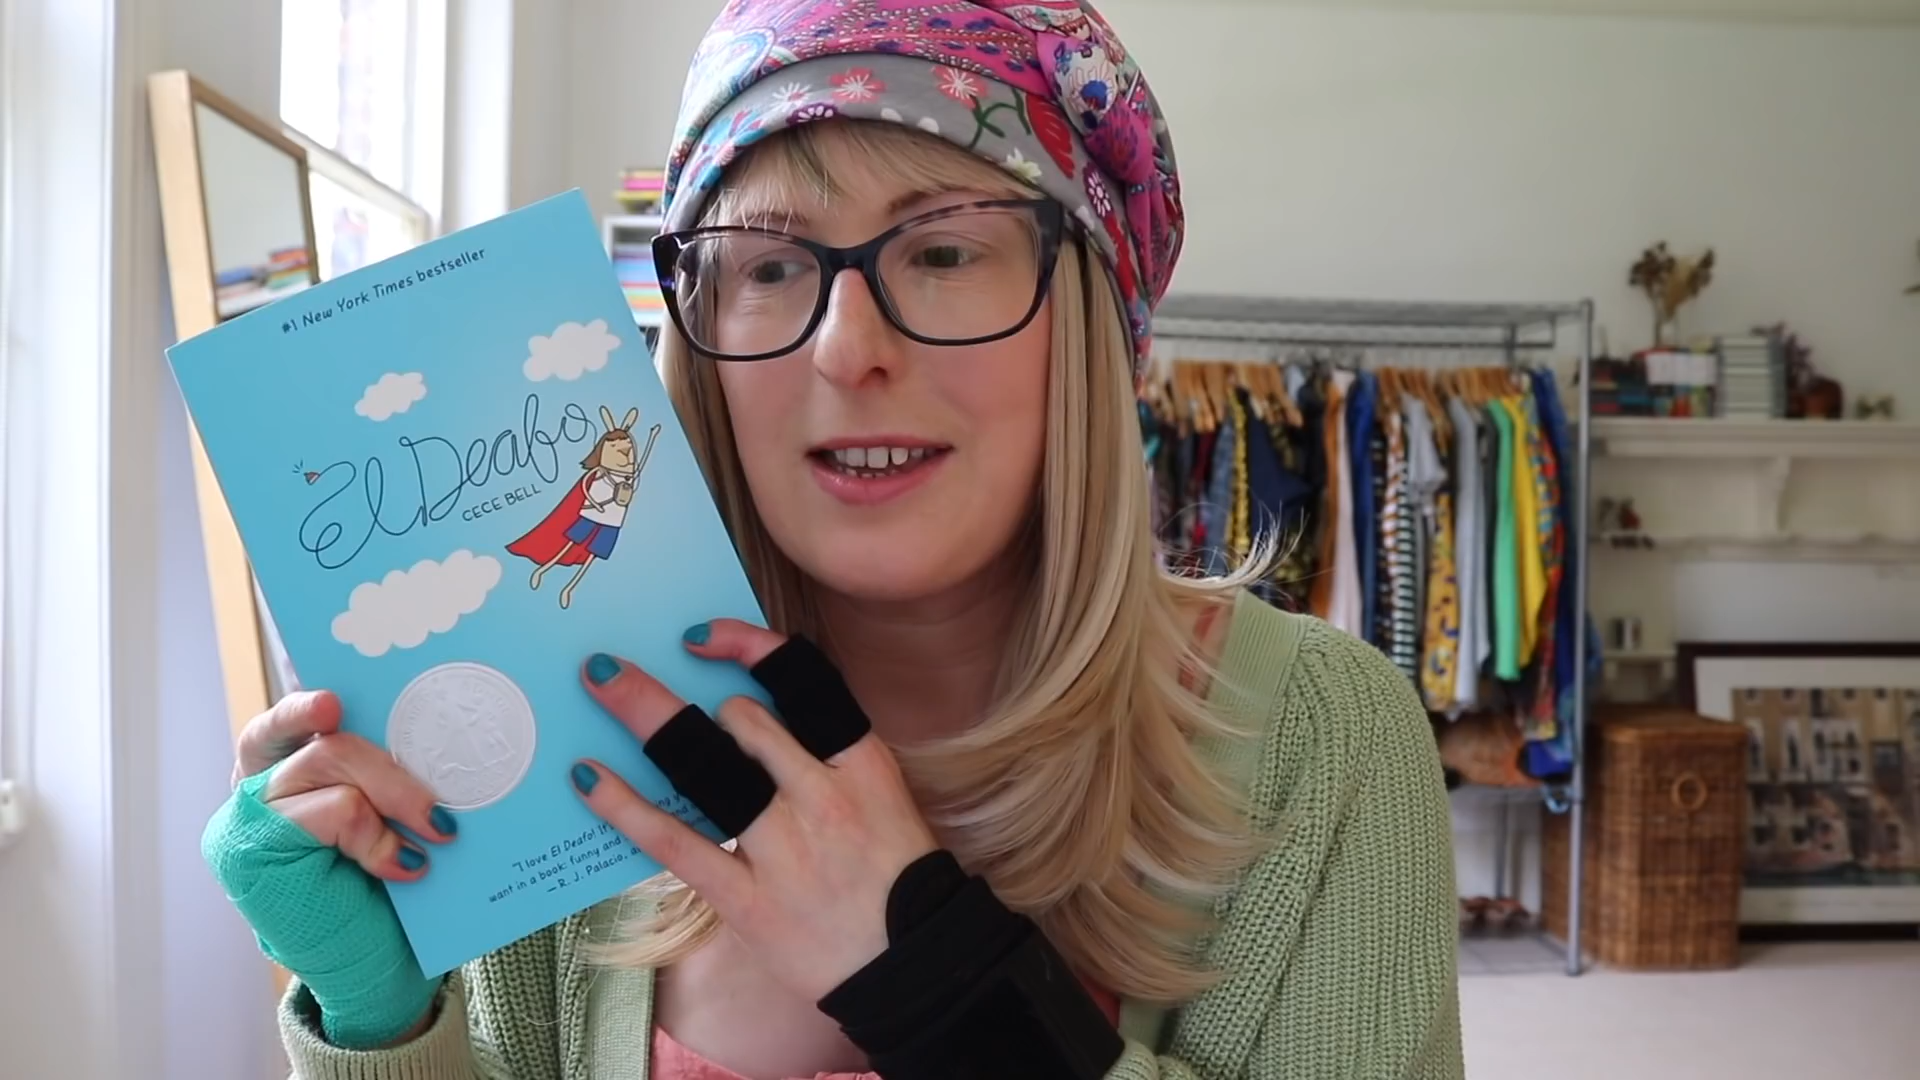 #1 New York Times bestseller
El Deafo
CECE BELL
"I love El Deafo! It
want in a book: funny and
—R. J. Palacio,